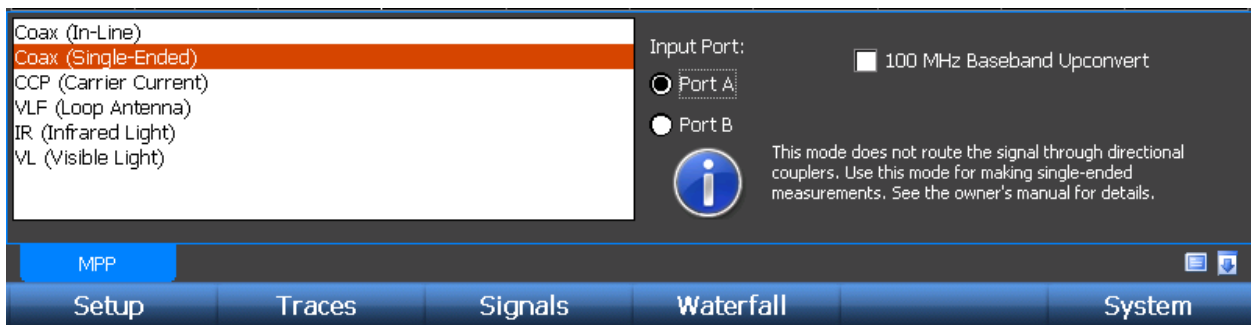 Coax (In-Line)
Coax (Single-Ended)
CCP (Carrier Current)
VLF (Loop Antenna)
IR (Infrared Light)
VL (Visible Light)
Input Port:
Port A
Port B
100 MHz Baseband Upconvert
This mode does not route the signal through directional
couplers. Use this mode for making single-ended
measurements. See the owner's manual for details.
MPP
Setup
Traces
Signals
Waterfall
System